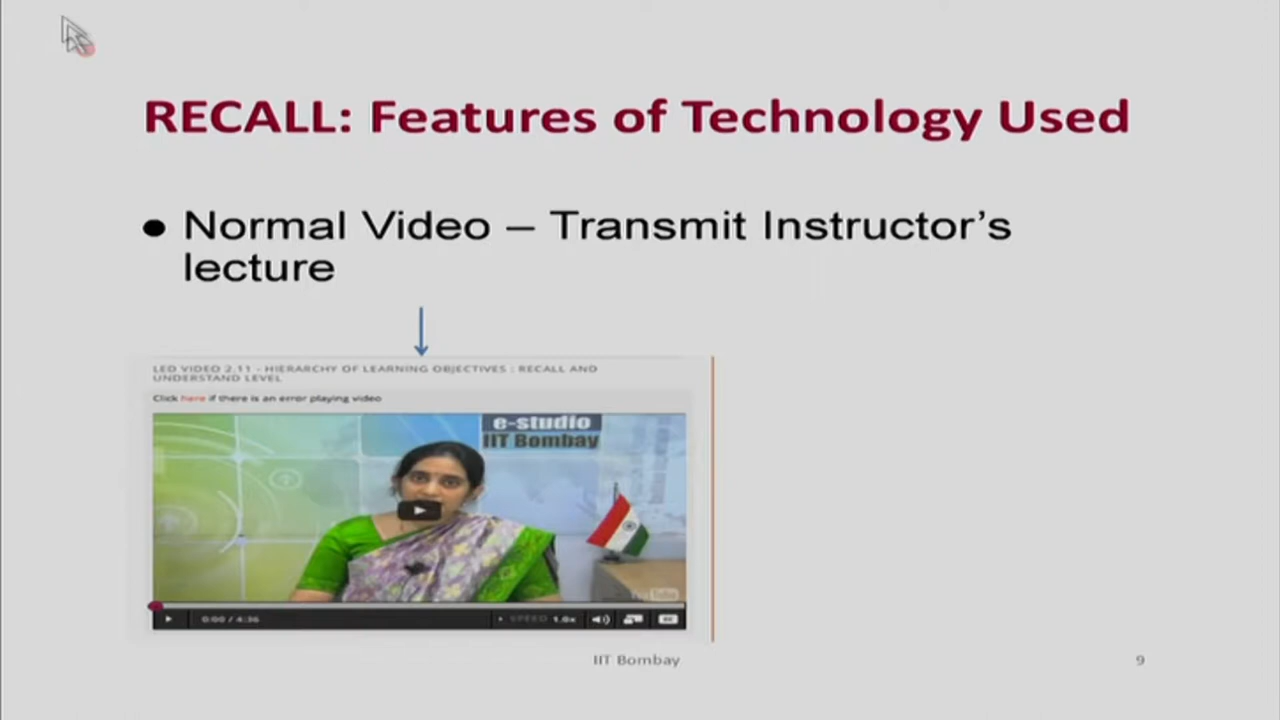 RECALL: Features of Technology Used
● Normal Video – Transmit Instructor’s
lecture
LED VIDEO 2.11 - HIERARCHY OF LEARNING OBJECTIVES : RECALL AND
UNDERSTAND LEVEL
Click here if there is an error playing video
e-studio
IIT Bombay
0:00 / 4:36
SPEED 1.0x
IIT Bombay
9